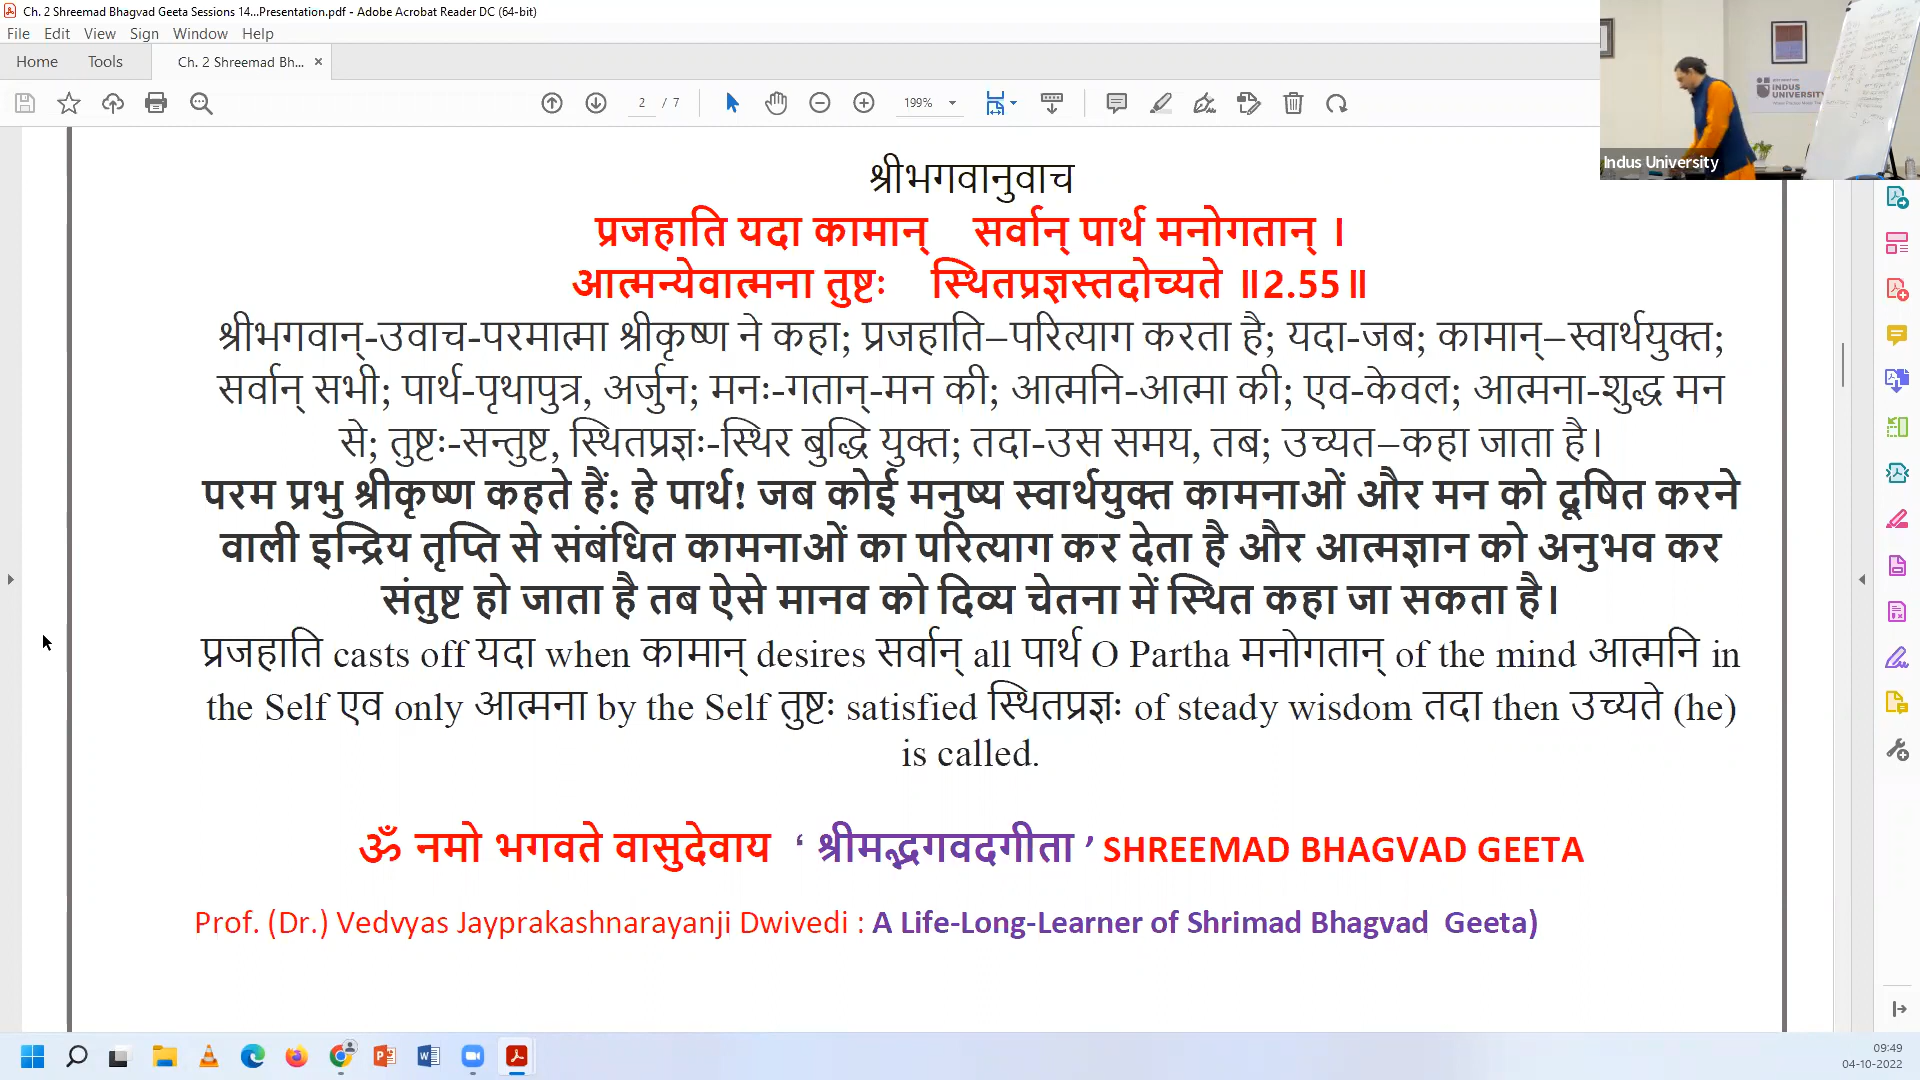 Ch. 2 Shreemad Bhagvad Geeta Sessions 14...Presentation.pdf - Adobe Acrobat Reader DC (64-bit)
File Edit View Sign Window Help
Home Tools Ch. 2 Shreemad Bh... ×
2 / 7 199%
INDUS
UNIVERSITY
Indus University
श्रीभगवानुवाच
प्रजहाति यदा कामान् सर्वान् पार्थ मनोगतान् ।
आत्मन्येवात्मना तुष्टः स्थितप्रज्ञस्तदोच्यते ॥2.55॥
श्रीभगवान्-उवाच-परमात्मा श्रीकृष्ण ने कहा; प्रजहाति–परित्याग करता है; यदा-जब; कामान्–स्वार्थयुक्त;
सर्वान् सभी; पार्थ-पृथापुत्र, अर्जुन; मनः-गतान्-मन की; आत्मनि-आत्मा की; एव-केवल; आत्मना-शुद्ध मन
से; तुष्टः-सन्तुष्ट, स्थितप्रज्ञः-स्थिर बुद्धि युक्त; तदा-उस समय, तब; उच्यत–कहा जाता है।
परम प्रभु श्रीकृष्ण कहते हैं: हे पार्थ! जब कोई मनुष्य स्वार्थयुक्त कामनाओं और मन को दूषित करने
वाली इन्द्रिय तृप्ति से संबंधित कामनाओं का परित्याग कर देता है और आत्मज्ञान को अनुभव कर
संतुष्ट हो जाता है तब ऐसे मानव को दिव्य चेतना में स्थित कहा जा सकता है।
प्रजहाति casts off यदा when कामान् desires सर्वान् all पार्थ O Partha मनोगतान् of the mind आत्मनि in
the Self एव only आत्मना by the Self तुष्टः satisfied स्थितप्रज्ञः of steady wisdom तदा then उच्यते (he)
is called.
ॐ नमो भगवते वासुदेवाय ‘ श्रीमद्भगवदगीता ’ SHREEMAD BHAGVAD GEETA
Prof. (Dr.) Vedvyas Jayprakashnarayanji Dwivedi : A Life-Long-Learner of Shrimad Bhagvad Geeta)
09:49
04-10-2022